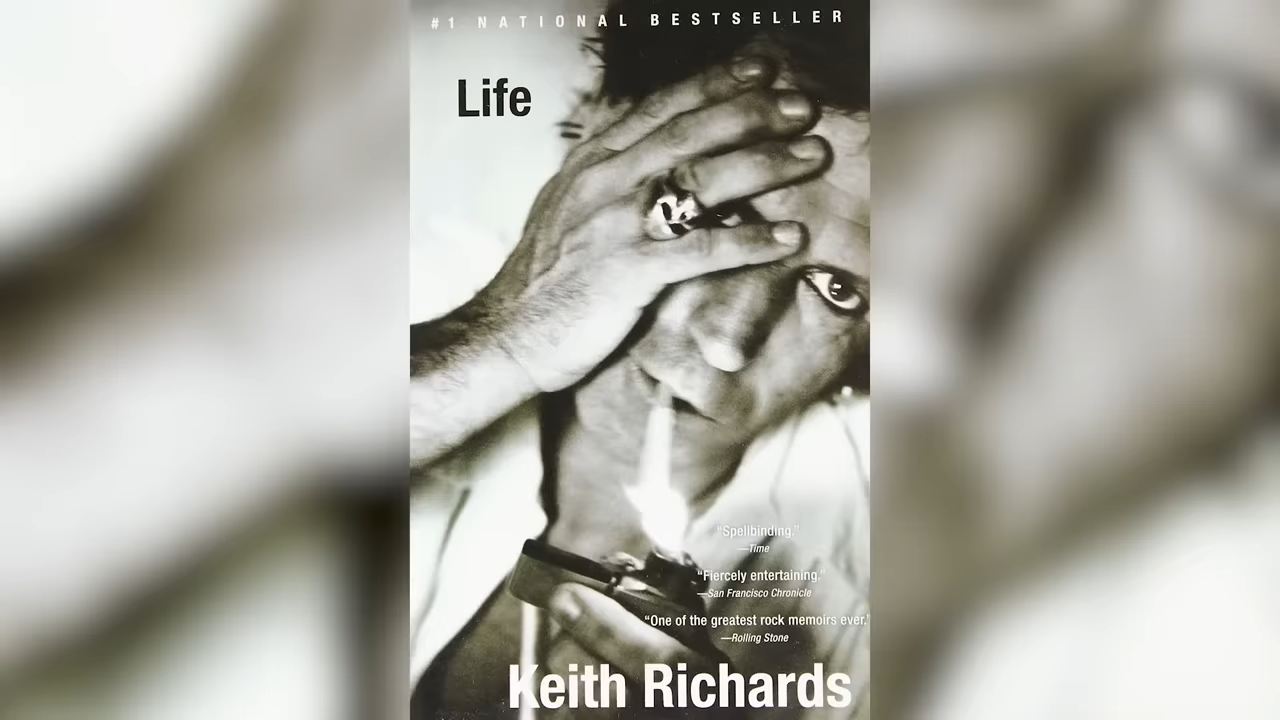 #1 NATIONAL BESTSELLER
Life
“Spellbinding.”
—Time
“Fiercely entertaining.”
—San Francisco Chronicle
“One of the greatest rock memoirs ever.”
—Rolling Stone
Keith Richards